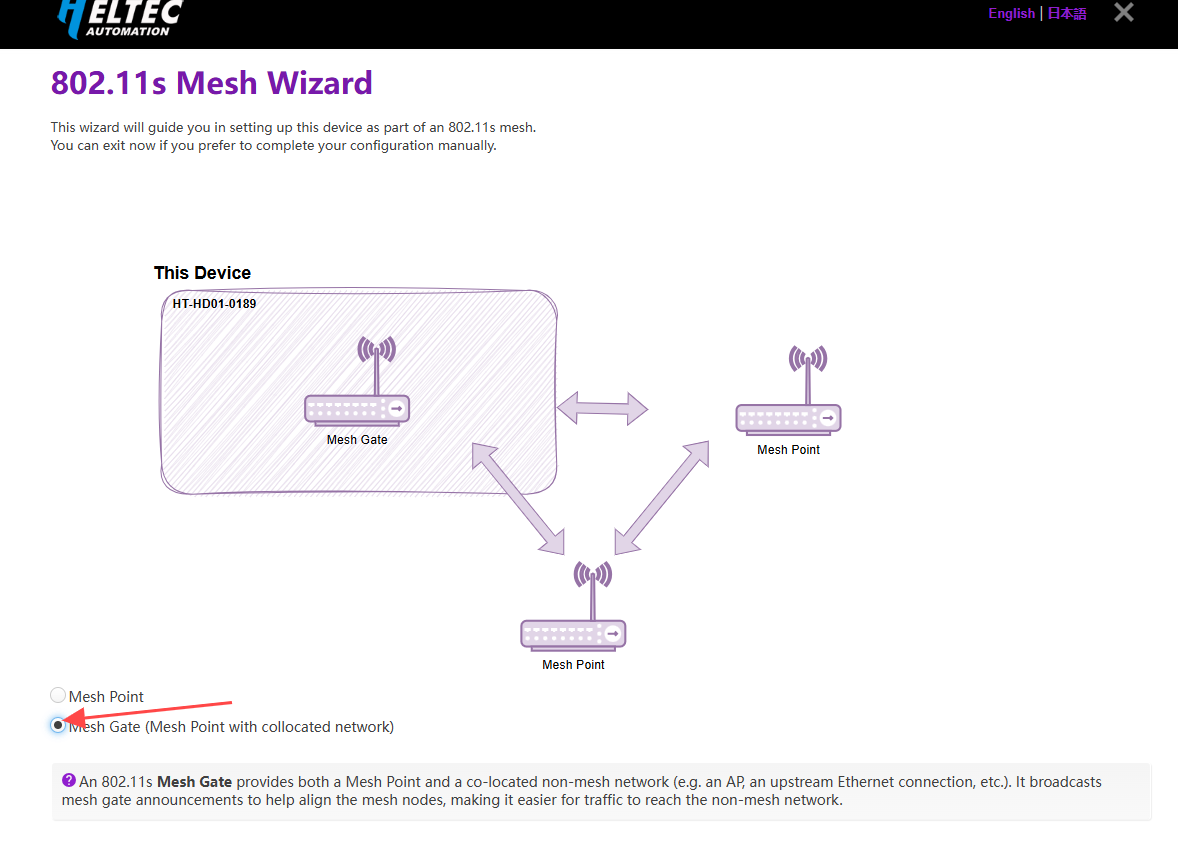 HELTEC
AUTOMATION
English | 日本語
802.11s Mesh Wizard
This wizard will guide you in setting up this device as part of an 802.11s mesh.
You can exit now if you prefer to complete your configuration manually.
This Device
HT-HD01-0189
Mesh Gate
Mesh Point
Mesh Point
Mesh Point
Mesh Gate (Mesh Point with collocated network)
? An 802.11s Mesh Gate provides both a Mesh Point and a co-located non-mesh network (e.g. an AP, an upstream Ethernet connection, etc.). It broadcasts
mesh gate announcements to help align the mesh nodes, making it easier for traffic to reach the non-mesh network.